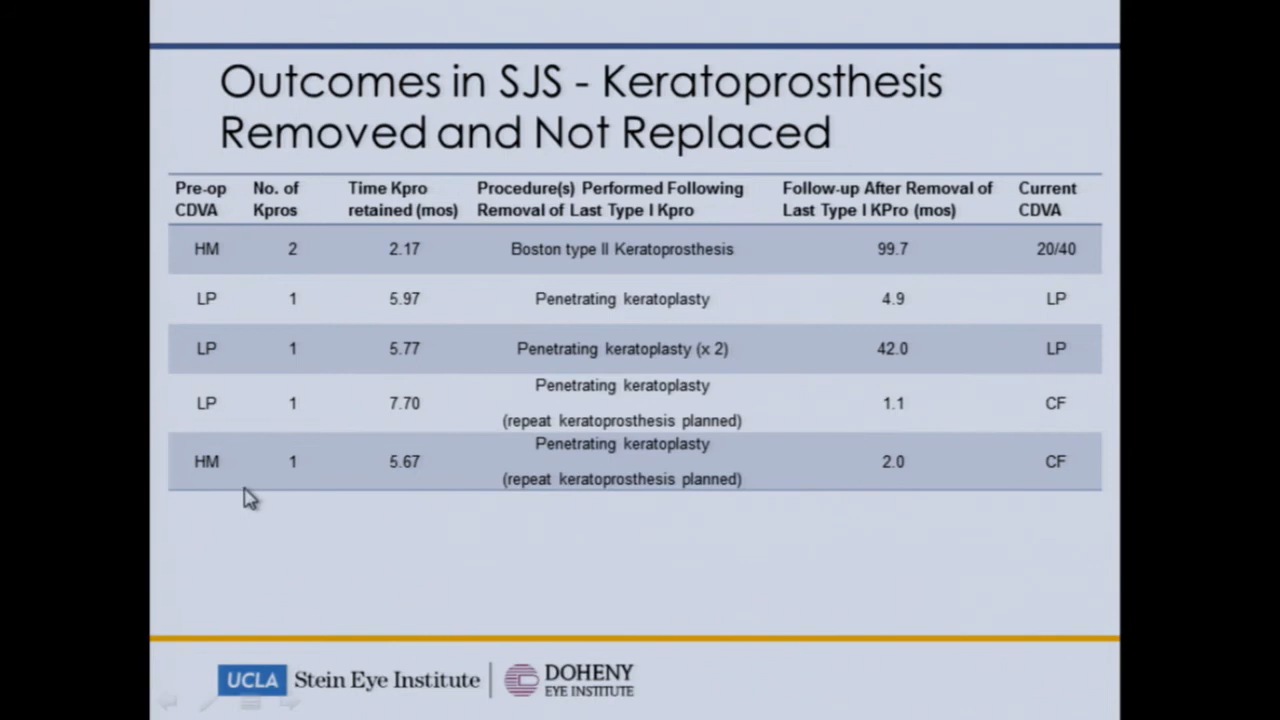 Outcomes in SJS - Keratoprosthesis
Removed and Not Replaced
Pre-op CDVA No. of Kpros Time Kpro retained (mos) Procedure(s) Performed Following Removal of Last Type I Kpro Follow-up After Removal of Last Type I KPro (mos) Current CDVA
HM 2 2.17 Boston type II Keratoprosthesis 99.7 20/40
LP 1 5.97 Penetrating keratoplasty 4.9 LP
LP 1 5.77 Penetrating keratoplasty (x 2) 42.0 LP
LP 1 7.70 Penetrating keratoplasty (repeat keratoprosthesis planned) 1.1 CF
HM 1 5.67 Penetrating keratoplasty (repeat keratoprosthesis planned) 2.0 CF
UCLA Stein Eye Institute DOHENY
EYE INSTITUTE